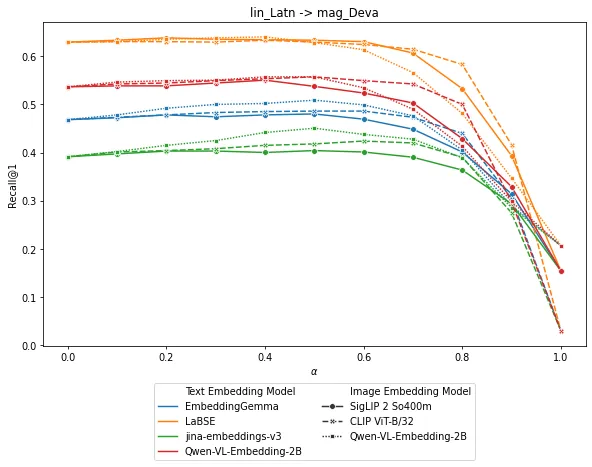 lin_Latn -> mag_Deva
Recall@1
0.6
0.5
0.4
0.3
0.2
0.1
0.0
0.0 0.2 0.4 0.6 0.8 1.0
α
Text Embedding Model Image Embedding Model
EmbeddingGemma SigLIP 2 So400m
LaBSE CLIP ViT-B/32
jina-embeddings-v3 Qwen-VL-Embedding-2B
Qwen-VL-Embedding-2B